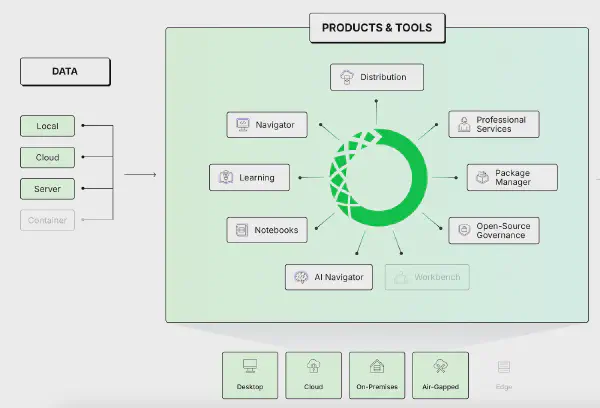 PRODUCTS & TOOLS
DATA
Local
Cloud
Server
Container
Distribution
Navigator
Professional
Services
Learning
Package
Manager
Notebooks
Open-Source
Governance
AI Navigator
Workbench
Desktop
Cloud
On-Premises
Air-Gapped
Edge